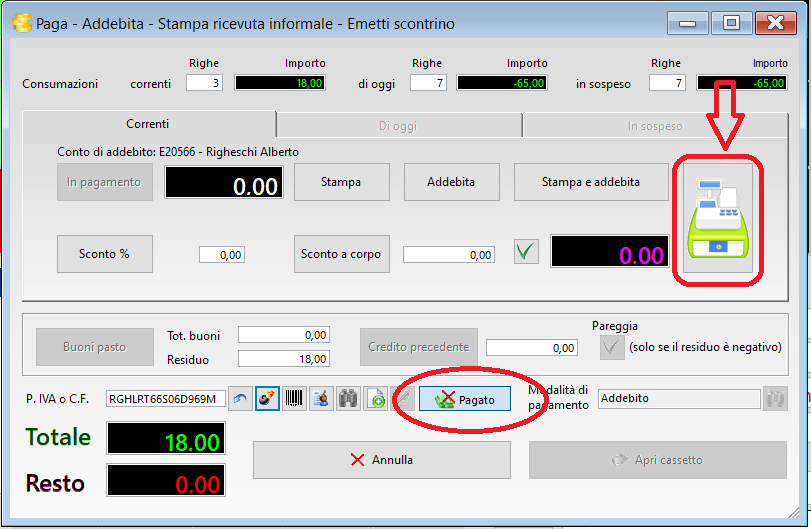 Paga - Addebita - Stampa ricevuta informale - Emetti scontrino
Righe Importo Righe Importo Righe Importo
Consumazioni correnti 3 18,00 di oggi 7 -65,00 in sospeso 7 -65,00
Correnti Di oggi In sospeso
Conto di addebito: E20566 - Righeschi Alberto
In pagamento 0.00 Stampa Addebita Stampa e addebita
Sconto % 0,00 Sconto a corpo 0,00 0.00
Buoni pasto Tot. buoni 0,00 Credito precedente 0,00 Pareggia
Residuo 18,00 (solo se il residuo è negativo)
P. IVA o C.F. RGHLRT66S06D969M Pagato Modalità di pagamento Addebito
Totale 18.00 Annulla Apri cassetto
Resto 0.00